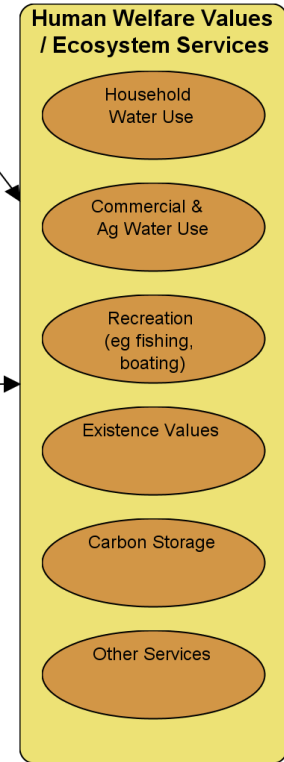 Human Welfare Values
/ Ecosystem Services
Household
Water Use
Commercial &
Ag Water Use
Recreation
(eg fishing,
boating)
Existence Values
Carbon Storage
Other Services